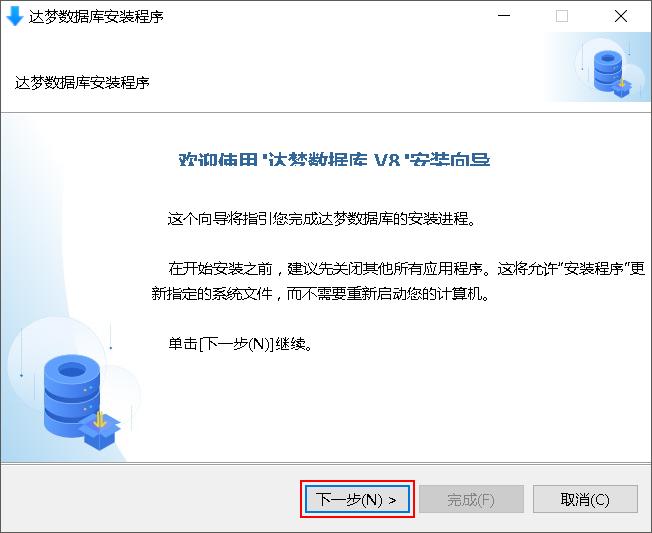 达梦数据库安装程序
达梦数据库安装程序
欢迎使用"达梦数据库 V8"安装向导
这个向导将指引您完成达梦数据库的安装进程。
在开始安装之前，建议先关闭其他所有应用程序。这将允许"安装程序"更
新指定的系统文件，而不需要重新启动您的计算机。
单击[下一步(N)]继续。
下一步(N) >
完成(F)
取消(C)